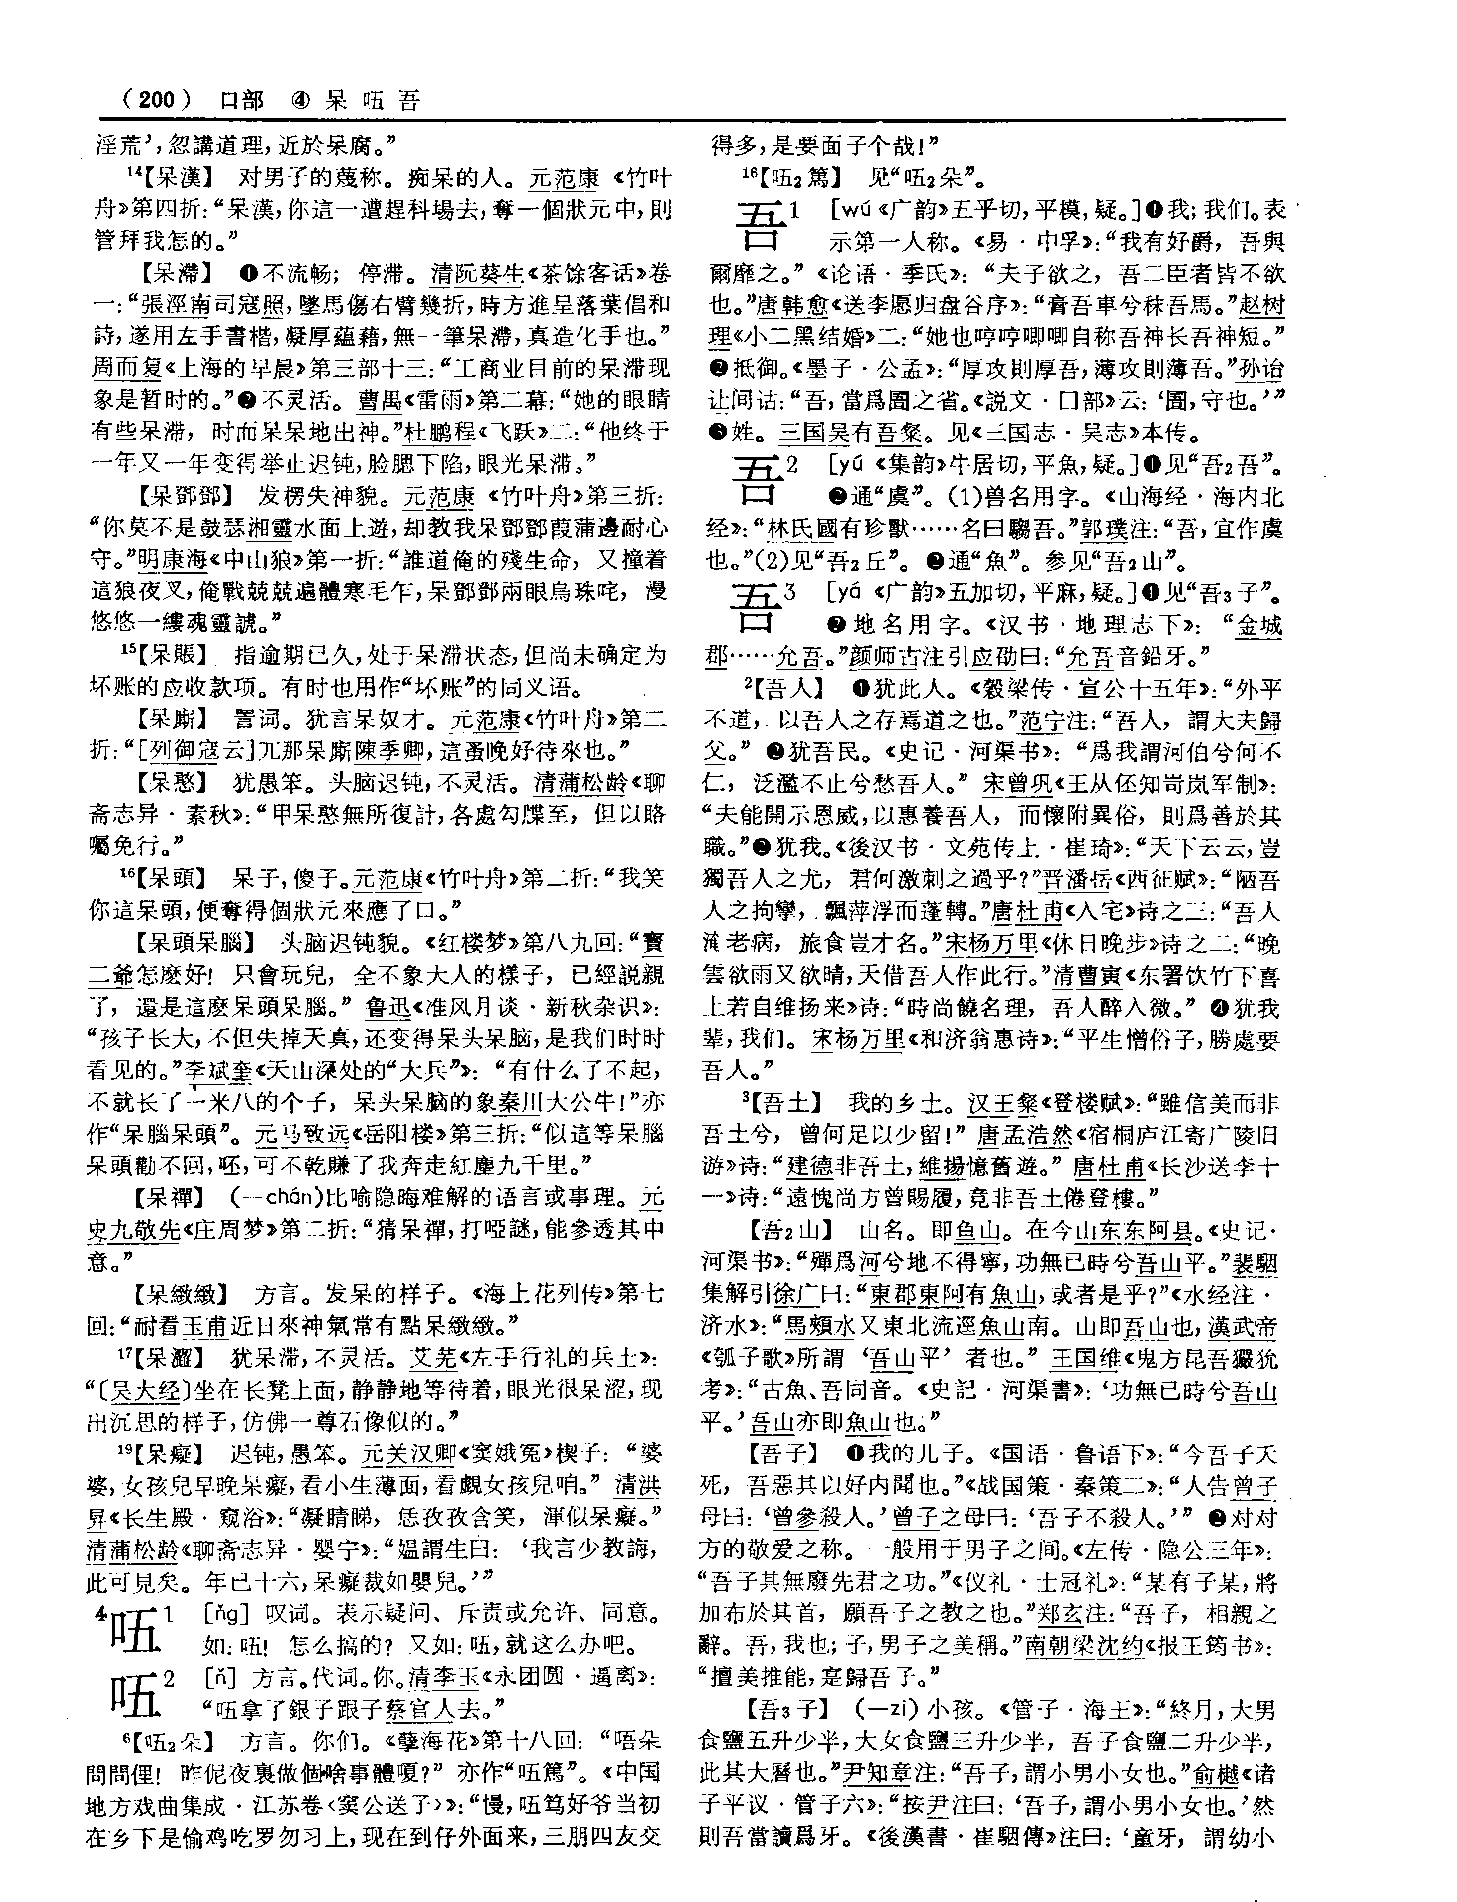 （200） 口部 ④ 呆 㕶 吾
淫荒’，忽講道理，近於呆腐。”
14【呆漢】 对男子的蔑称。痴呆的人。元范康《竹叶
舟》第四折：“呆漢，你這一遭趕科場去，奪一個狀元中，則
管拜我怎的。”
【呆滯】 ❶不流畅；停滞。清阮葵生《茶馀客话》卷
一：“張涇南司寇照，墜馬傷右臂幾折，時方進呈落葉倡和
詩，遂用左手書楷，凝厚蘊藉，無一筆呆滯，真造化手也。”
周而复《上海的早晨》第三部十三：“工商业目前的呆滞现
象是暂时的。”❷不灵活。曹禺《雷雨》第二幕：“她的眼睛
有些呆滞，时而呆呆地出神。”杜鹏程《飞跃》二：“他终于
一年又一年变得举止迟钝，脸腮下陷，眼光呆滞。”
【呆鄧鄧】 发楞失神貌。元范康《竹叶舟》第三折：
“你莫不是鼓瑟湘靈水面上遊，却教我呆鄧鄧葭蒲邊耐心
守。”明康海《中山狼》第一折：“誰道俺的殘生命，又撞着
這狼夜叉，俺戰兢兢遍體寒毛乍，呆鄧鄧兩眼烏珠咤，漫
悠悠一縷魂靈諕。”
15【呆賬】 指逾期已久，处于呆滞状态，但尚未确定为
坏账的应收款项。有时也用作“坏账”的同义语。
【呆厮】 詈词。犹言呆奴才。元范康《竹叶舟》第二
折：“[列御寇云]兀那呆厮陳季卿，這蚤晚好待來也。”
【呆憨】 犹愚笨。头脑迟钝，不灵活。清蒲松龄《聊
斋志异·素秋》：“甲呆憨無所復計，各處勾牒至，但以賂
囑免行。”
16【呆頭】 呆子，傻子。元范康《竹叶舟》第二折：“我笑
你這呆頭，便奪得個狀元來應了口。”
【呆頭呆腦】 头脑迟钝貌。《红楼梦》第八九回：“寶
二爺怎麽好！只會玩兒，全不象大人的樣子，已經説親
了，還是這麽呆頭呆腦。”鲁迅《准风月谈·新秋杂识》：
“孩子长大，不但失掉天真，还变得呆头呆脑，是我们时时
看见的。”李斌奎《天山深处的“大兵”》：“有什么了不起，
不就长了一米八的个子，呆头呆脑的象秦川大公牛！”亦
作“呆腦呆頭”。元马致远《岳阳楼》第三折：“似這等呆腦
呆頭勸不回，呸，可不乾賺了我奔走紅塵九千里。”
【呆禪】 （—chán）比喻隐晦难解的语言或事理。元
史九敬先《庄周梦》第二折：“猜呆禪，打啞謎，能參透其中
意。”
【呆緻緻】 方言。发呆的样子。《海上花列传》第七
回：“耐看玉甫近日來神氣常有點呆緻緻。”
17【呆澀】 犹呆滞，不灵活。艾芜《左手行礼的兵士》：
“〔吴大经〕坐在长凳上面，静静地等待着，眼光很呆涩，现
出沉思的样子，仿佛一尊石像似的。”
19【呆癡】 迟钝，愚笨。元关汉卿《窦娥冤》楔子：“婆
婆，女孩兒早晚呆癡，看小生薄面，看覷女孩兒咱。”清洪
昇《长生殿·窥浴》：“凝睛睇，恁孜孜含笑，渾似呆癡。”
清蒲松龄《聊斋志异·婴宁》：“媪謂生曰：‘我言少教誨，
此可見矣。年已十六，呆癡裁如嬰兒。’”
4㕶1 [ňg] 叹词。表示疑问、斥责或允许、同意。
如：㕶！怎么搞的？又如：㕶，就这么办吧。
㕶2 [ň] 方言。代词。你。清李玉《永团圆·逼离》：
“㕶拿了銀子跟子蔡官人去。”
6【㕶2朵】 方言。你们。《孽海花》第十八回：“唔朵
問問俚！昨伲夜裏做個啥事體嗄？”亦作“㕶篤”。《中国
地方戏曲集成·江苏卷〈窦公送子〉》：“慢，㕶笃好爷当初
在乡下是偷鸡吃罗勿习上，现在到仔外面来，三朋四友交
得多，是要面子个哉！”
16【㕶2篤】 见“㕶2朵”。
吾1 [wú《广韵》五乎切，平模，疑。]❶我；我们。表
示第一人称。《易·中孚》：“我有好爵，吾與
爾靡之。”《论语·季氏》：“夫子欲之，吾二臣者皆不欲
也。”唐韩愈《送李愿归盘谷序》：“膏吾車兮秣吾馬。”赵树
理《小二黑结婚》二：“她也哼哼唧唧自称吾神长吾神短。”
❷抵御。《墨子·公孟》：“厚攻則厚吾，薄攻則薄吾。”孙诒
让间诂：“吾，當爲圄之省。《説文·囗部》云：‘圄，守也。’”
❸姓。三国吴有吾粲。见《三国志·吴志》本传。
吾2 [yú《集韵》牛居切，平魚，疑。]❶见“吾2吾”。
❷通“虞”。(1)兽名用字。《山海经·海内北
经》：“林氏國有珍獸……名曰騶吾。”郭璞注：“吾，宜作虞
也。”(2)见“吾2丘”。❷通“魚”。参见“吾2山”。
吾3 [yá《广韵》五加切，平麻，疑。]❶见“吾3子”。
❷地名用字。《汉书·地理志下》：“金城
郡……允吾。”颜师古注引应劭曰：“允吾音鉛牙。”
2【吾人】 ❶犹此人。《穀梁传·宣公十五年》：“外平
不道，以吾人之存焉道之也。”范宁注：“吾人，謂大夫歸
父。”❷犹吾民。《史记·河渠书》：“爲我謂河伯兮何不
仁，泛濫不止兮愁吾人。”宋曾巩《王从伾知岢岚军制》：
“夫能開示恩威，以惠養吾人，而懷附異俗，則爲善於其
職。”❷犹我。《後汉书·文苑传上·崔琦》：“天下云云，豈
獨吾人之尤，君何激刺之過乎？”晋潘岳《西征赋》：“陋吾
人之拘攣，飄萍浮而蓬轉。”唐杜甫《入宅》诗之三：“吾人
淹老病，旅食豈才名。”宋杨万里《休日晚步》诗之二：“晚
雲欲雨又欲晴，天借吾人作此行。”清曹寅《东署饮竹下喜
上若自维扬来》诗：“時尚饒名理，吾人醉入微。”❹犹我
辈，我们。宋杨万里《和济翁惠诗》：“平生憎俗子，勝處要
吾人。”
3【吾土】 我的乡土。汉王粲《登楼赋》：“雖信美而非
吾土兮，曾何足以少留！”唐孟浩然《宿桐庐江寄广陵旧
游》诗：“建德非吾土，維揚憶舊遊。”唐杜甫《长沙送李十
一》诗：“遠愧尚方曾賜履，竟非吾土倦登樓。”
【吾2山】 山名。即鱼山。在今山东东阿县。《史记·
河渠书》：“殫爲河兮地不得寧，功無已時兮吾山平。”裴駰
集解引徐广曰：“東郡東阿有魚山，或者是乎？”《水经注·
济水》：“馬頰水又東北流逕魚山南。山即吾山也，漢武帝
《瓠子歌》所謂‘吾山平’者也。”王国维《鬼方昆吾玁狁
考》：“古魚、吾同音。《史記·河渠書》：‘功無已時兮吾山
平。’吾山亦即魚山也。”
【吾子】 ❶我的儿子。《国语·鲁语下》：“今吾子夭
死，吾惡其以好内聞也。”《战国策·秦策二》：“人告曾子
母曰：‘曾參殺人。’曾子之母曰：‘吾子不殺人。’”❷对对
方的敬爱之称。一般用于男子之间。《左传·隐公三年》：
“吾子其無廢先君之功。”《仪礼·士冠礼》：“某有子某，將
加布於其首，願吾子之教之也。”郑玄注：“吾子，相親之
辭。吾，我也；子，男子之美稱。”南朝梁沈约《报王筠书》：
“擅美推能，寔歸吾子。”
【吾3子】 （—zi）小孩。《管子·海王》：“終月，大男
食鹽五升少半，大女食鹽三升少半，吾子食鹽二升少半，
此其大曆也。”尹知章注：“吾子，謂小男小女也。”俞樾《诸
子平议·管子六》：“按尹注曰：‘吾子，謂小男小女也。’然
則吾當讀爲牙。《後漢書·崔駰傳》注曰：‘童牙，謂幼小